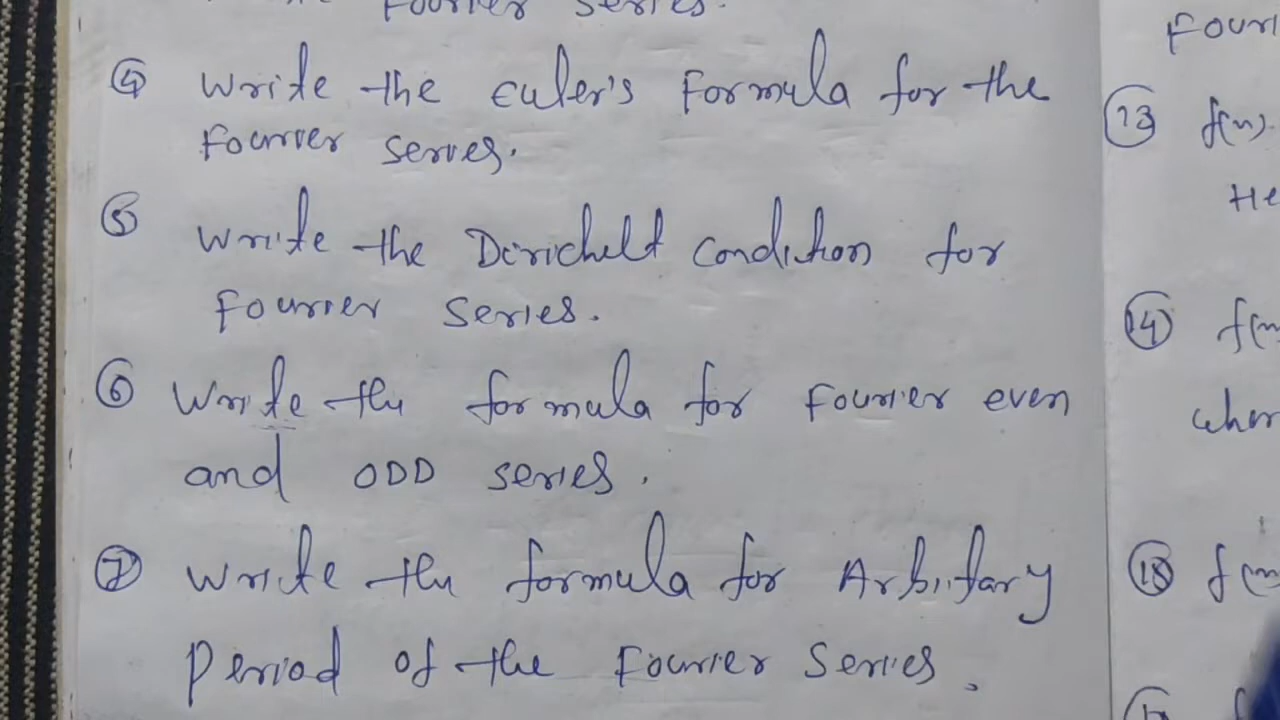 Fourier series.
④ Write the Euler's Formula for the
Fourier series.
⑤ Write the Dirichelt Condition for
Fourier series.
⑥ Write the formula for Fourier even
and ODD series.
⑦ Write the formula for Arbitary
Period of the Fourier Series.
Four
⑬ f(n)
He
⑭ f(n
wher
f(n